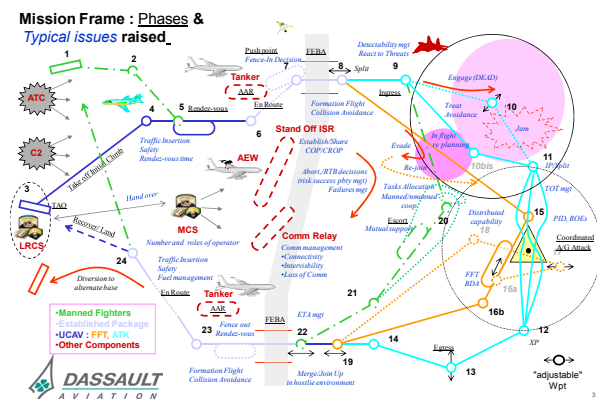 Mission Frame : Phases &
Typical issues raised
1
2
Push point
Fence-In Decision
FEBA
Detectability mgt
React to Threats
7
8
Split
9
Engage (DEAD)
Tanker
AAR
Ingress
ATC
4
5
Rendez-vous
En Route
6
Formation Flight
Collision Avoidance
Treat
Avoidance
10
Jam
Traffic Insertion
Safety
Rendez-vous time
Stand Off ISR
Establish/Share
COP/CROP
Evade
In flight
re planning
Re-join
10bis
C2
Take off Initial Climb
AEW
Abort /RTB decisions
(risk success pbty mgt)
Failures mgt
11
IP/Split
TOT mgt
3
TAO
Hand over
Tasks Allocation
Manned/unmanned
coop.
Escort
Mutual support
20
Distributed
capability
18
15
PID, ROEs
LRCS
Recover/ Land
MCS
Number and roles of operator
Comm Relay
Comm management
•Connectivity
•Intervisibility
•Loss of Comm
Coordinated
A/G Attack
17
24
Traffic Insertion
Safety
Fuel management
FFT
BDA
16a
Diversion to
alternate base
En Route
Tanker
AAR
21
16b
ETA mgt
•Manned Fighters
•Established Package
•UCAV : FFT, ATK
•Other Components
23
Fence out
Rendez-vous
FEBA
22
19
14
12
XP
Formation Flight
Collision Avoidance
Merge/Join Up
in hostile environment
Egress
13
"adjustable"
Wpt
DASSAULT
AVIATION
3